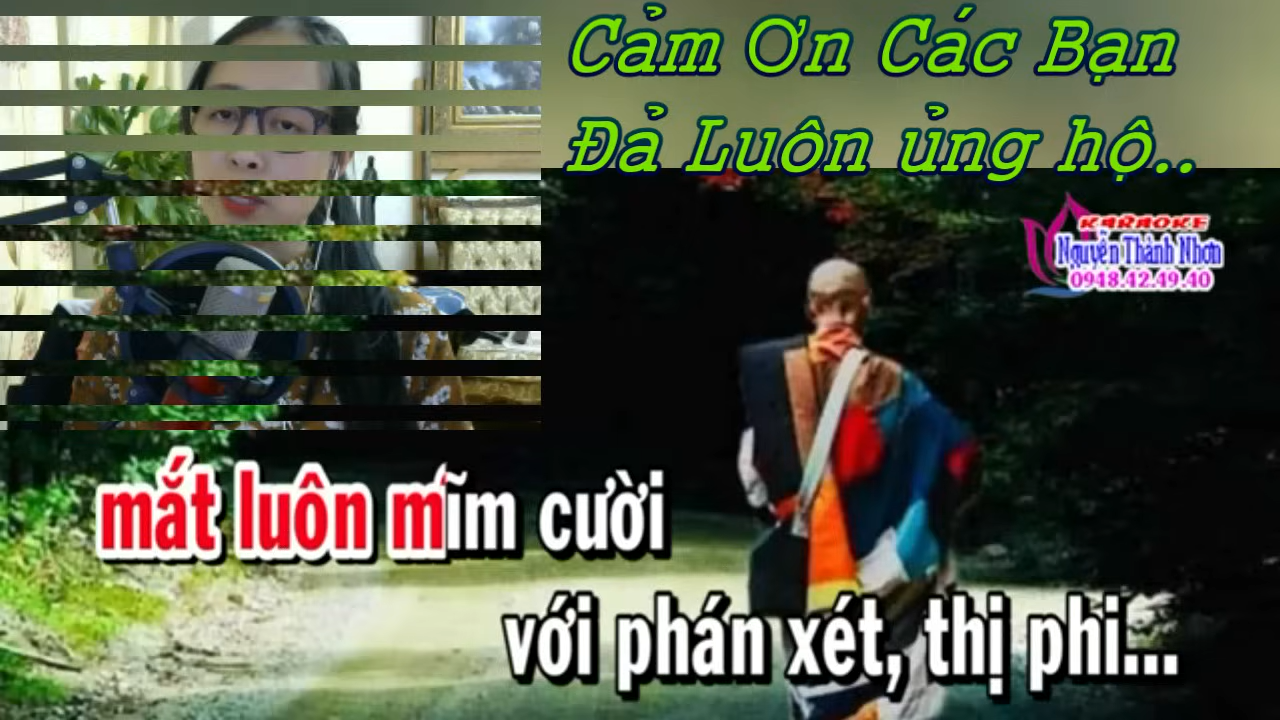 Cảm Ơn Các Bạn
Đả Luôn ủng hộ..
KARAOKE
Nguyễn Thành Nhơn
0948.42.49.40
mắt luôn mĩm cười
với phán xét, thị phi...